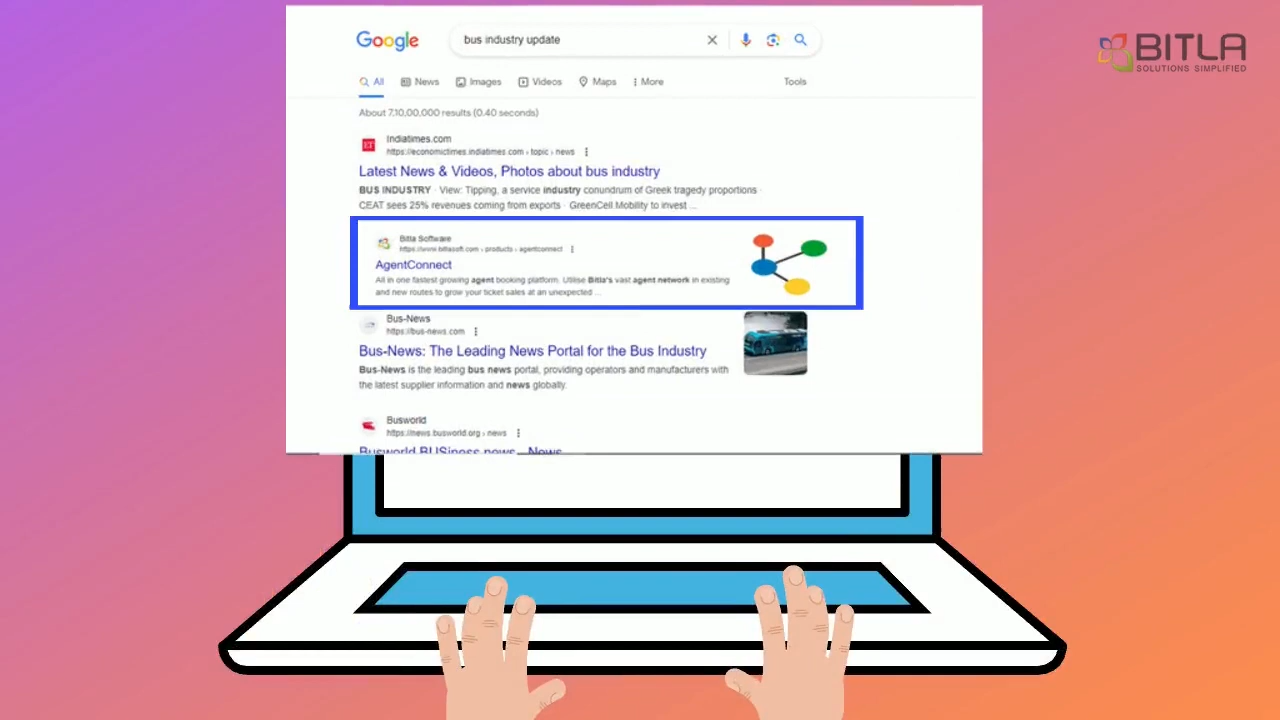 Google
bus industry update
BITLA
SOLUTIONS SIMPLIFIED
All
News
Images
Videos
Maps
More
Tools
About 7,10,00,000 results (0.40 seconds)
ET
Indiatimes.com
https://economictimes.indiatimes.com › topic › news
Latest News & Videos, Photos about bus industry
BUS INDUSTRY · View: Tipping, a service industry conundrum of Greek tragedy proportions ·
CEAT sees 25% revenues coming from exports · GreenCell Mobility to invest ...
Bitla Software
https://www.bitlasoft.com › products › agentconnect
AgentConnect
All in one fastest growing agent booking platform. Utilise Bitla's vast agent network in existing
and new routes to grow your ticket sales at an unexpected ...
Bus-News
https://bus-news.com
Bus-News: The Leading News Portal for the Bus Industry
Bus-News is the leading bus news portal, providing operators and manufacturers with
the latest supplier information and news globally.
Busworld
https://news.busworld.org › news
Busworld BUSiness news - News